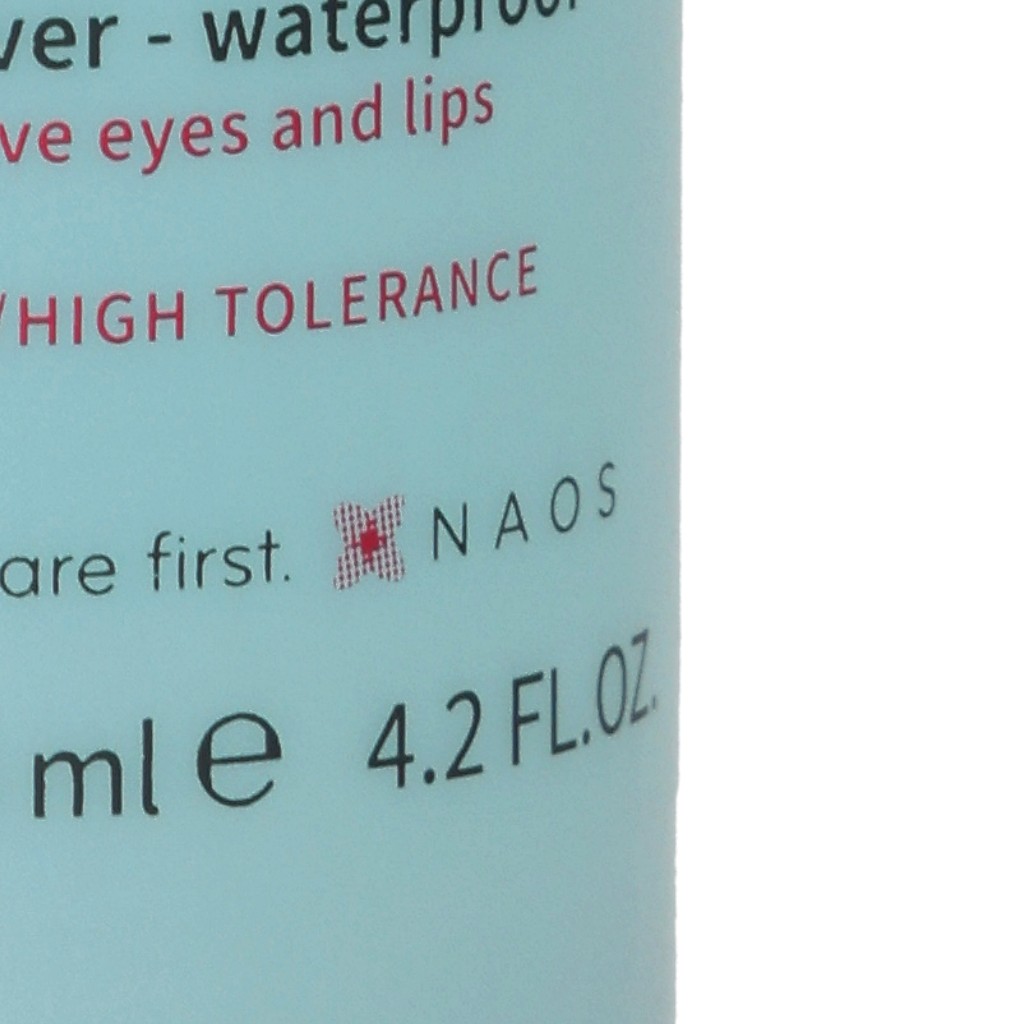 ver - waterproof
ve eyes and lips
/HIGH TOLERANCE
are first. NAOS
ml e 4.2 FL.OZ.